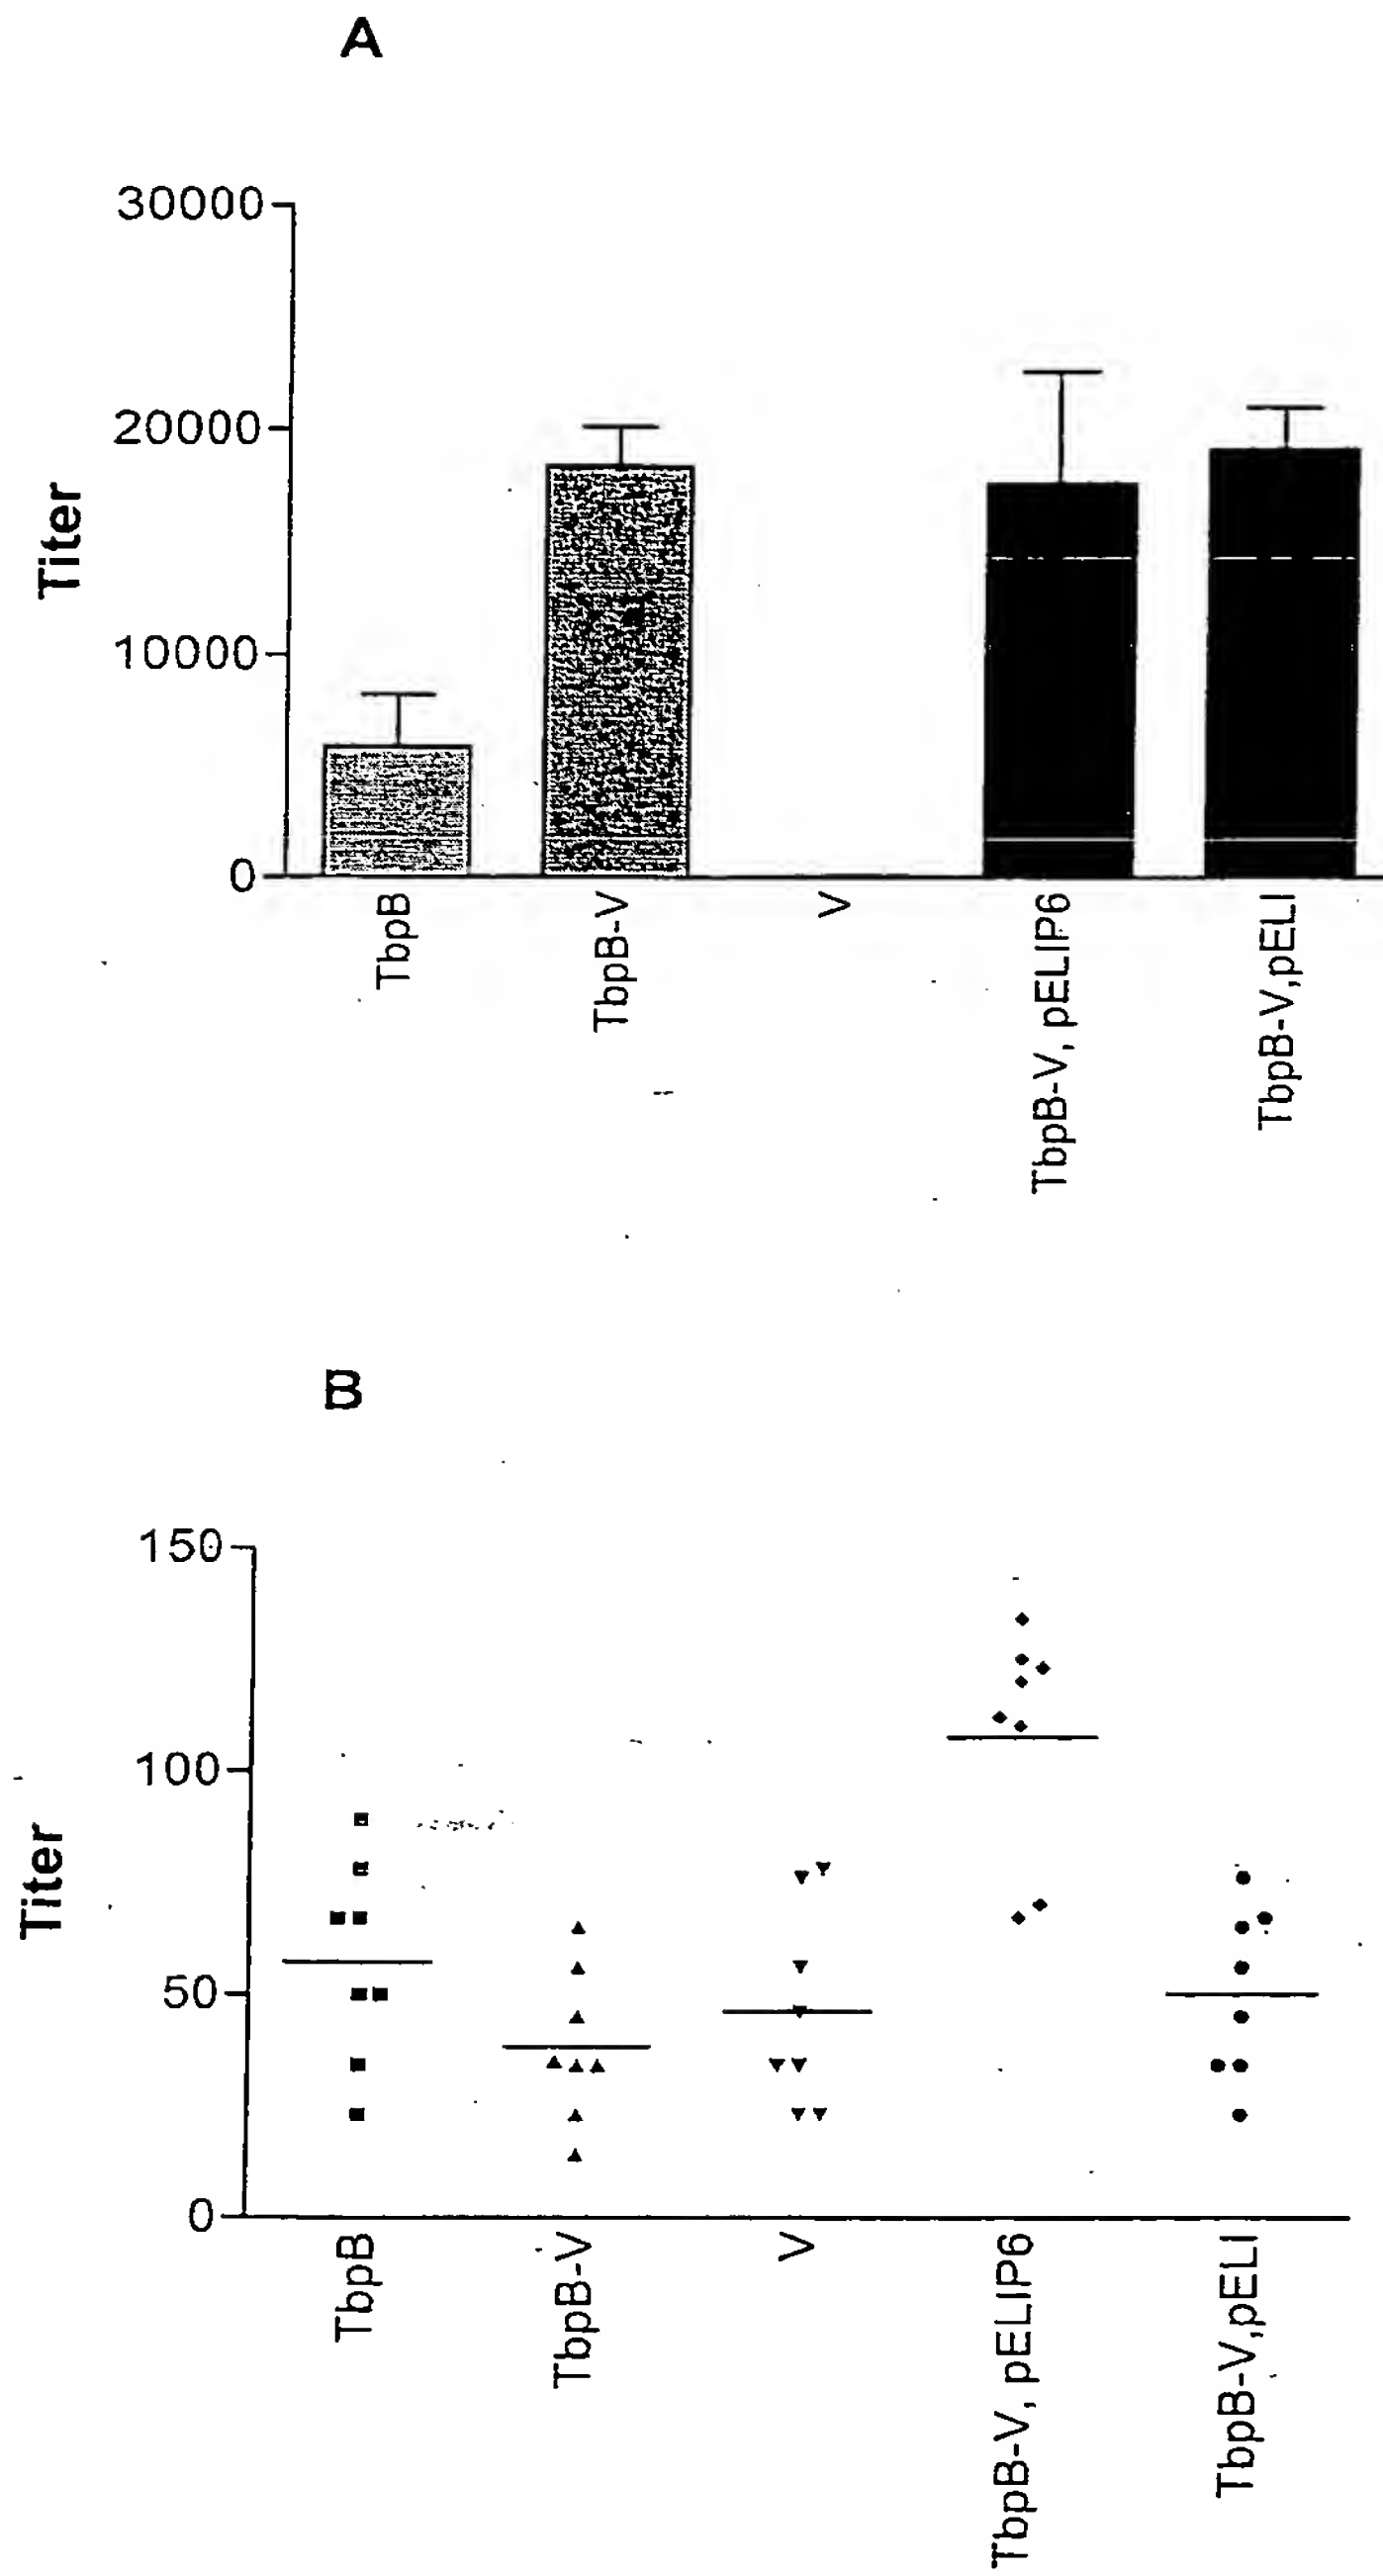 A
30000
20000
10000
0
Titer
TbpB
TbpB-V
V
TbpB-V, pELIP6
TbpB-V,pELI
B
150
100
50
0
Titer
TbpB
TbpB-V
V
TbpB-V, pELIP6
TbpB-V,pELI